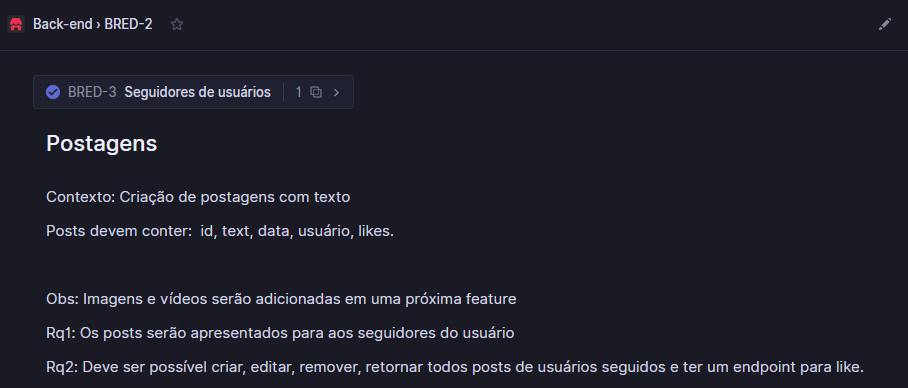 Back-end › BRED-2
BRED-3 Seguidores de usuários 1
Postagens
Contexto: Criação de postagens com texto
Posts devem conter: id, text, data, usuário, likes.
Obs: Imagens e vídeos serão adicionadas em uma próxima feature
Rq1: Os posts serão apresentados para aos seguidores do usuário
Rq2: Deve ser possível criar, editar, remover, retornar todos posts de usuários seguidos e ter um endpoint para like.